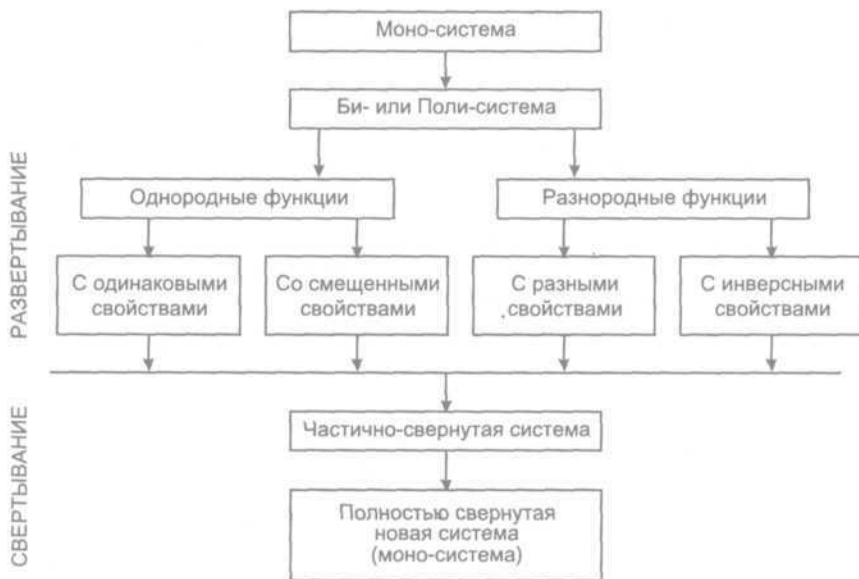 Моно-система
Би- или Поли-система
РАЗВЕРТЫВАНИЕ
Однородные функции
Разнородные функции
С одинаковыми
свойствами
Со смещенными
свойствами
С разными
свойствами
С инверсными
свойствами
СВЕРТЫВАНИЕ
Частично-свернутая система
Полностью свернутая
новая система
(моно-система)